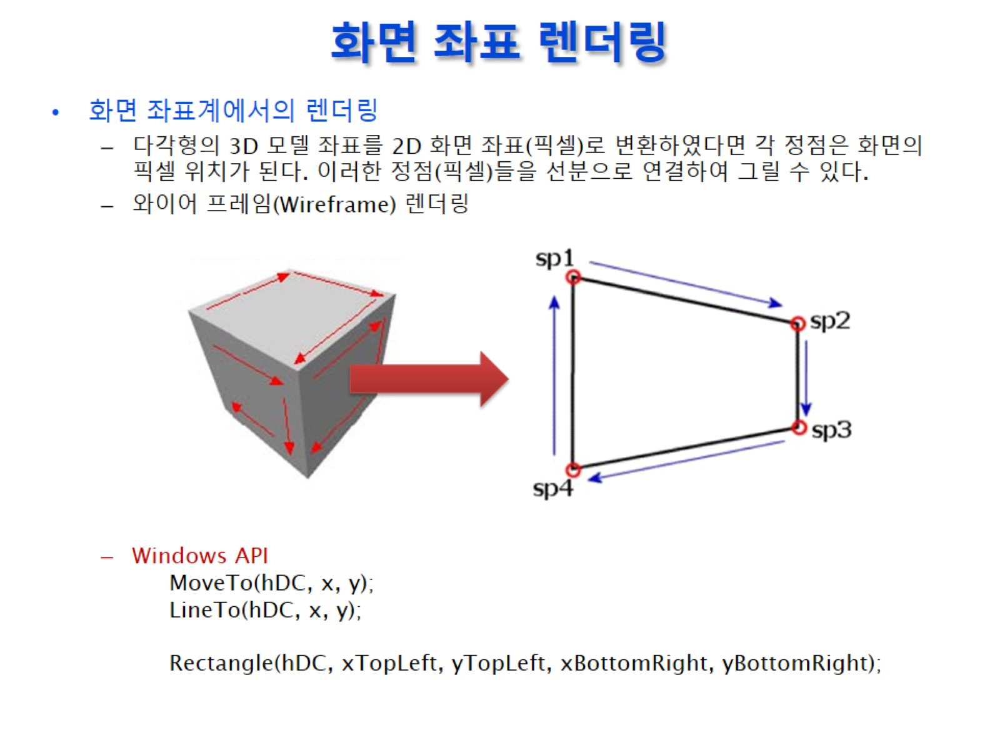 화면 좌표 렌더링
• 화면 좌표계에서의 렌더링
– 다각형의 3D 모델 좌표를 2D 화면 좌표(픽셀)로 변환하였다면 각 정점은 화면의
픽셀 위치가 된다. 이러한 정점(픽셀)들을 선분으로 연결하여 그릴 수 있다.
– 와이어 프레임(Wireframe) 렌더링
sp1
sp2
sp3
sp4
– Windows API
MoveTo(hDC, x, y);
LineTo(hDC, x, y);
Rectangle(hDC, xTopLeft, yTopLeft, xBottomRight, yBottomRight);